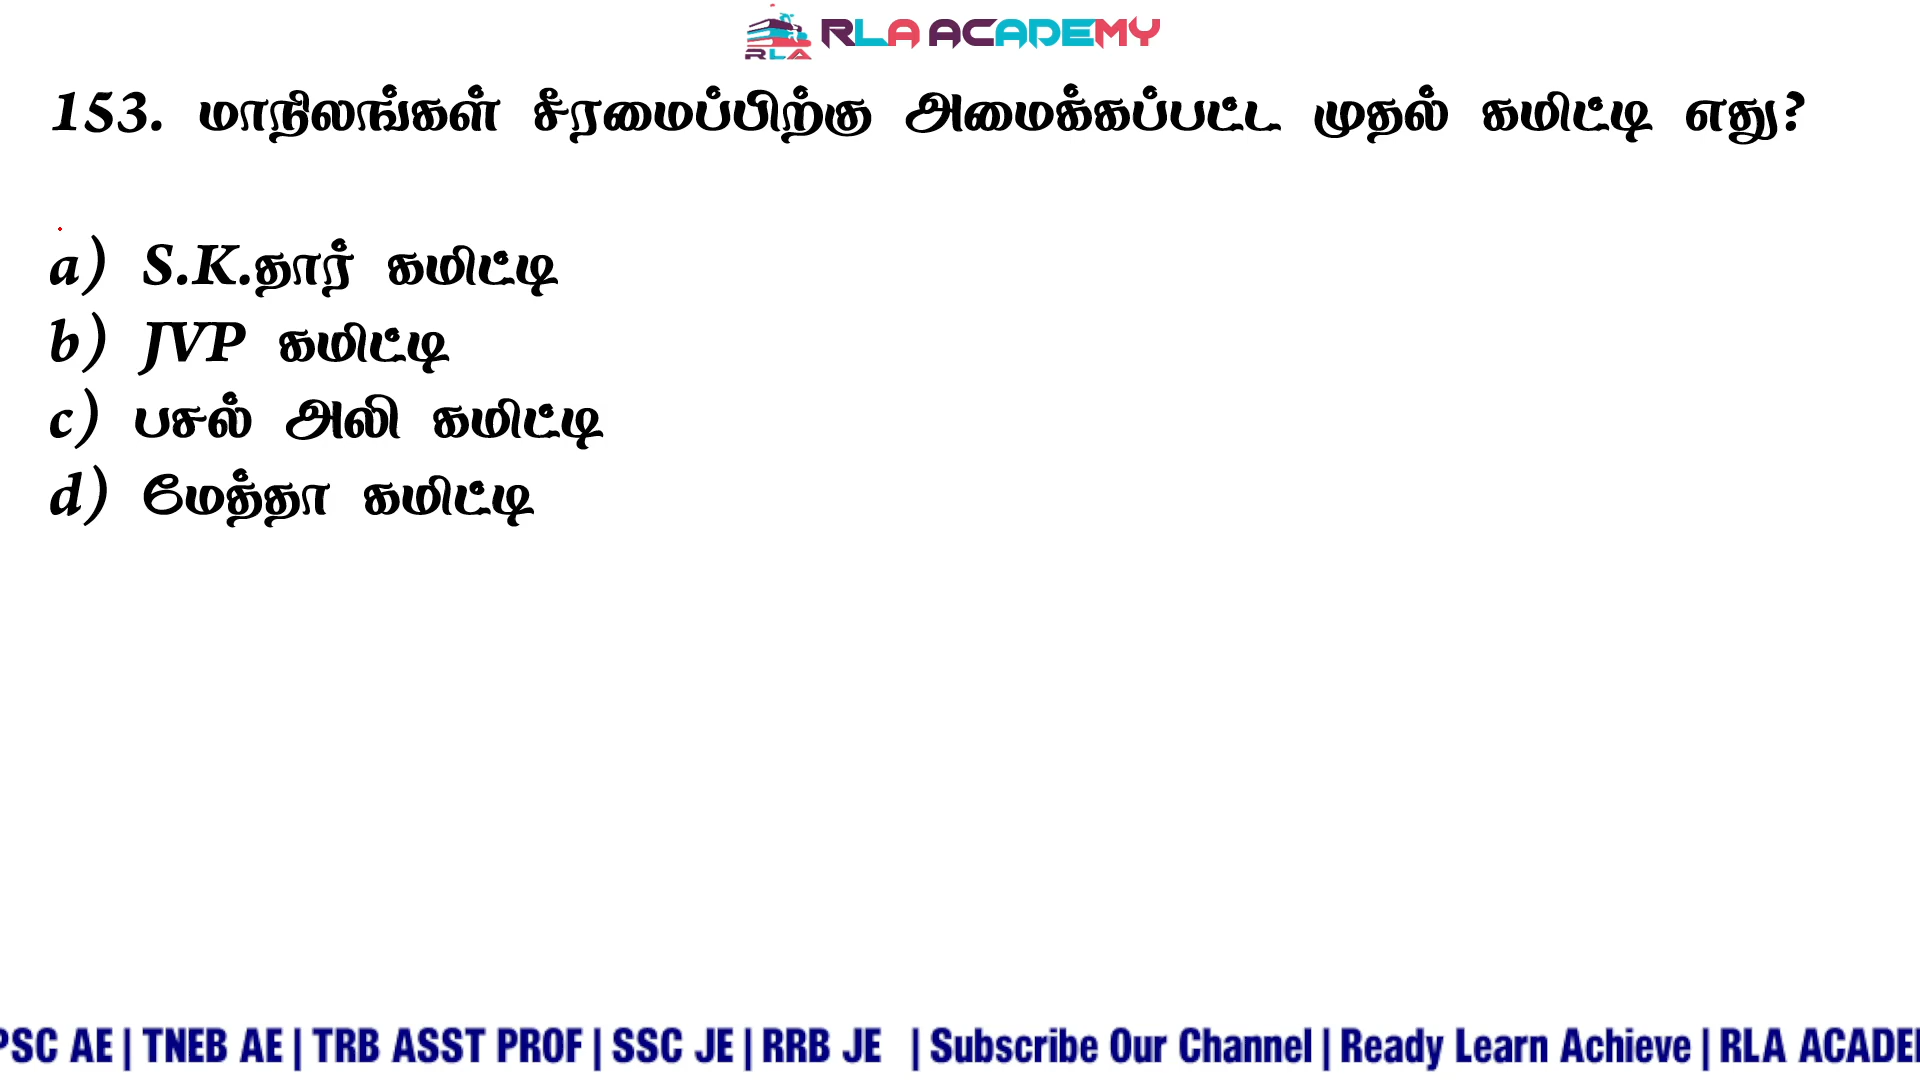 RLA ACADEMY
RLA
153. மாநிலங்கள் சீரமைப்பிற்கு அமைக்கப்பட்ட முதல் கமிட்டி எது?
a) S.K.தார் கமிட்டி
b) JVP கமிட்டி
c) பசல் அலி கமிட்டி
d) மேத்தா கமிட்டி
PSC AE | TNEB AE | TRB ASST PROF | SSC JE | RRB JE | Subscribe Our Channel | Ready Learn Achieve | RLA ACADE